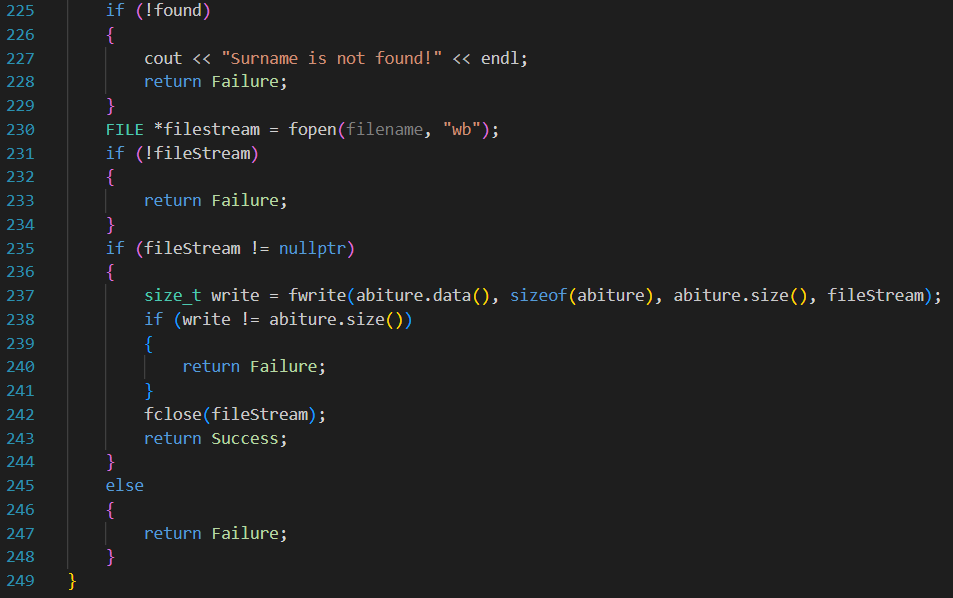 225 if (!found)
226 {
227 cout << "Surname is not found!" << endl;
228 return Failure;
229 }
230 FILE *filestream = fopen(filename, "wb");
231 if (!fileStream)
232 {
233 return Failure;
234 }
235 if (fileStream != nullptr)
236 {
237 size_t write = fwrite(abiture.data(), sizeof(abiture), abiture.size(), fileStream);
238 if (write != abiture.size())
239 {
240 return Failure;
241 }
242 fclose(fileStream);
243 return Success;
244 }
245 else
246 {
247 return Failure;
248 }
249 }